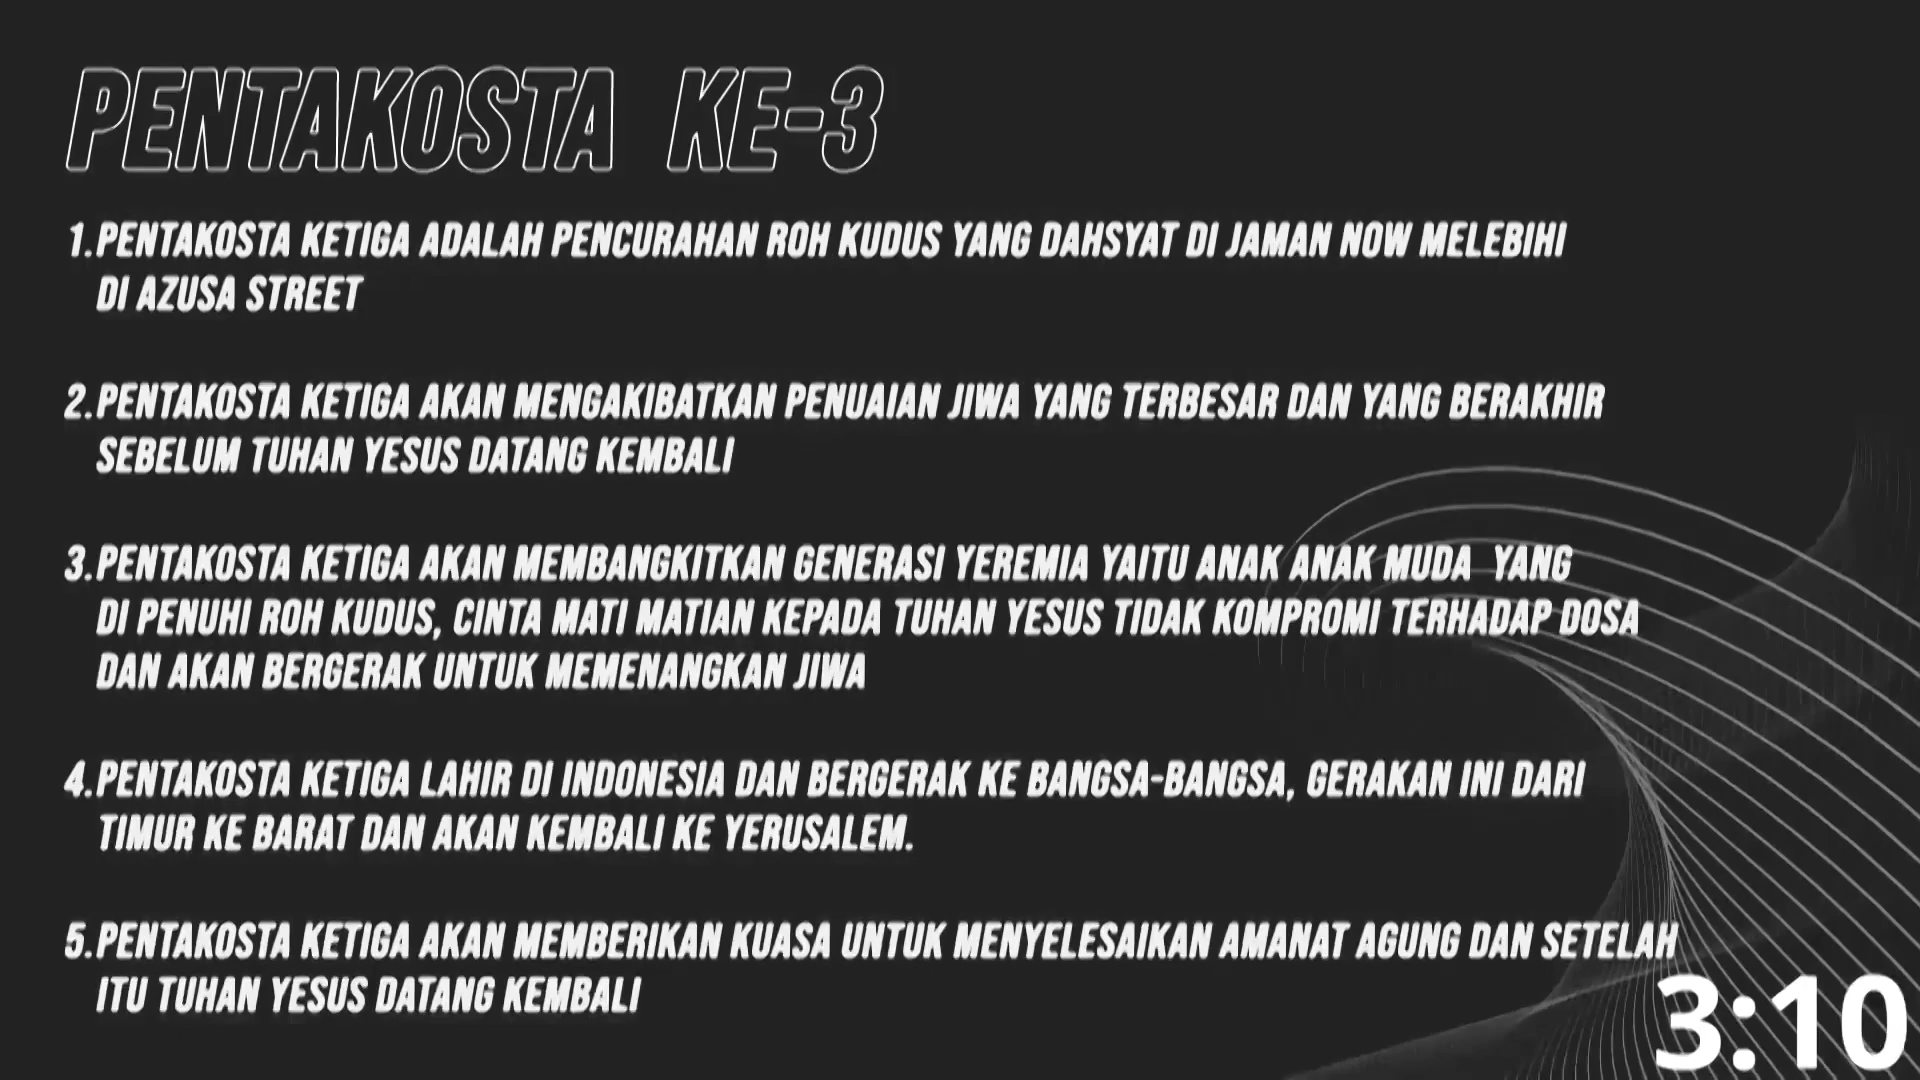 PENTAKOSTA KE-3
1.PENTAKOSTA KETIGA ADALAH PENCURAHAN ROH KUDUS YANG DAHSYAT DI JAMAN NOW MELEBIHI
DI AZUSA STREET
2.PENTAKOSTA KETIGA AKAN MENGAKIBATKAN PENUAIAN JIWA YANG TERBESAR DAN YANG BERAKHIR
SEBELUM TUHAN YESUS DATANG KEMBALI
3.PENTAKOSTA KETIGA AKAN MEMBANGKITKAN GENERASI YEREMIA YAITU ANAK ANAK MUDA YANG
DI PENUHI ROH KUDUS, CINTA MATI MATIAN KEPADA TUHAN YESUS TIDAK KOMPROMI TERHADAP DOSA
DAN AKAN BERGERAK UNTUK MEMENANGKAN JIWA
4.PENTAKOSTA KETIGA LAHIR DI INDONESIA DAN BERGERAK KE BANGSA-BANGSA, GERAKAN INI DARI
TIMUR KE BARAT DAN AKAN KEMBALI KE YERUSALEM.
5.PENTAKOSTA KETIGA AKAN MEMBERIKAN KUASA UNTUK MENYELESAIKAN AMANAT AGUNG DAN SETELAH
ITU TUHAN YESUS DATANG KEMBALI
3:10